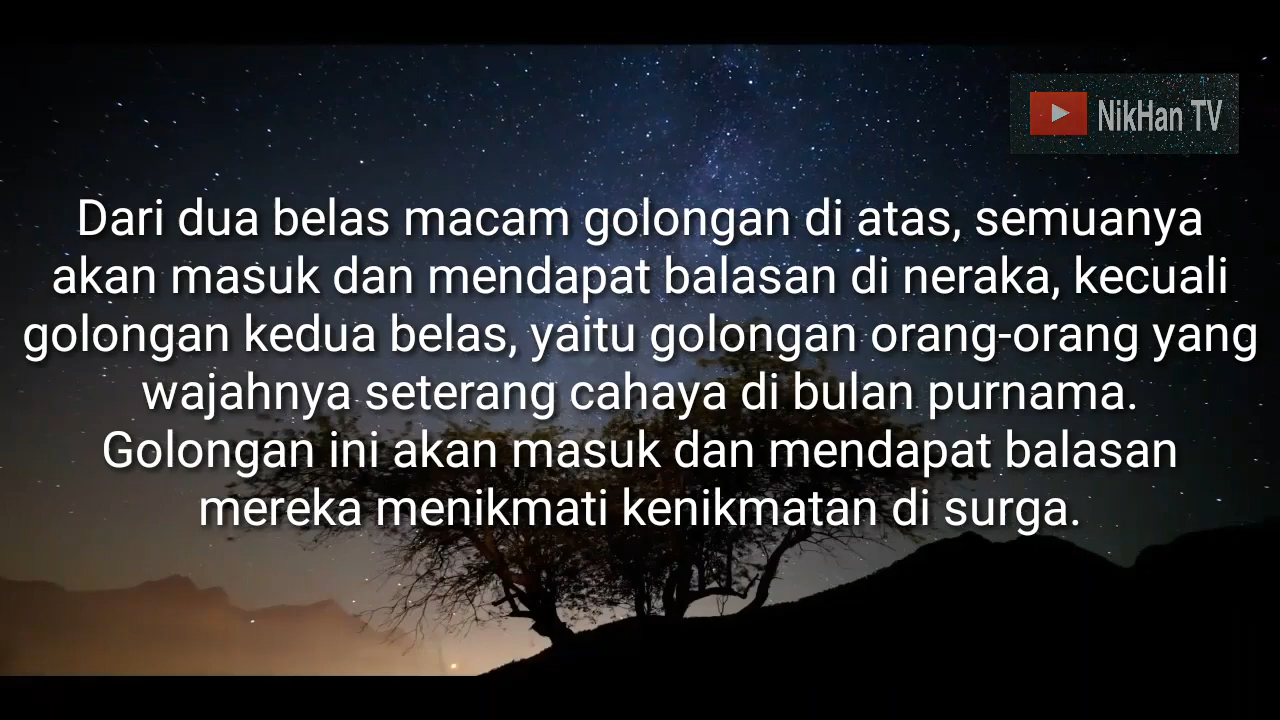 NikHan TV
Dari dua belas macam golongan di atas, semuanya
akan masuk dan mendapat balasan di neraka, kecuali
golongan kedua belas, yaitu golongan orang-orang yang
wajahnya seterang cahaya di bulan purnama.
Golongan ini akan masuk dan mendapat balasan
mereka menikmati kenikmatan di surga.